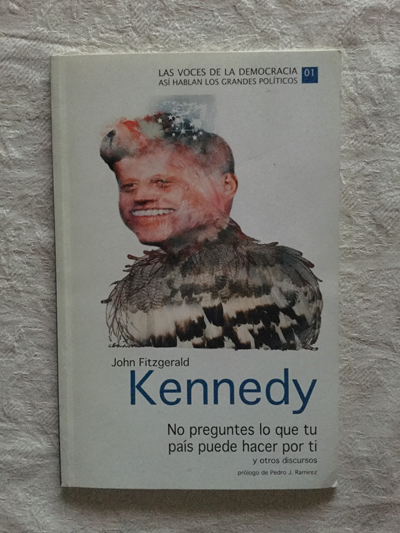 LAS VOCES DE LA DEMOCRACIA
ASÍ HABLAN LOS GRANDES POLÍTICOS 01
John Fitzgerald
Kennedy
No preguntes lo que tu
país puede hacer por ti
y otros discursos
prólogo de Pedro J. Ramírez